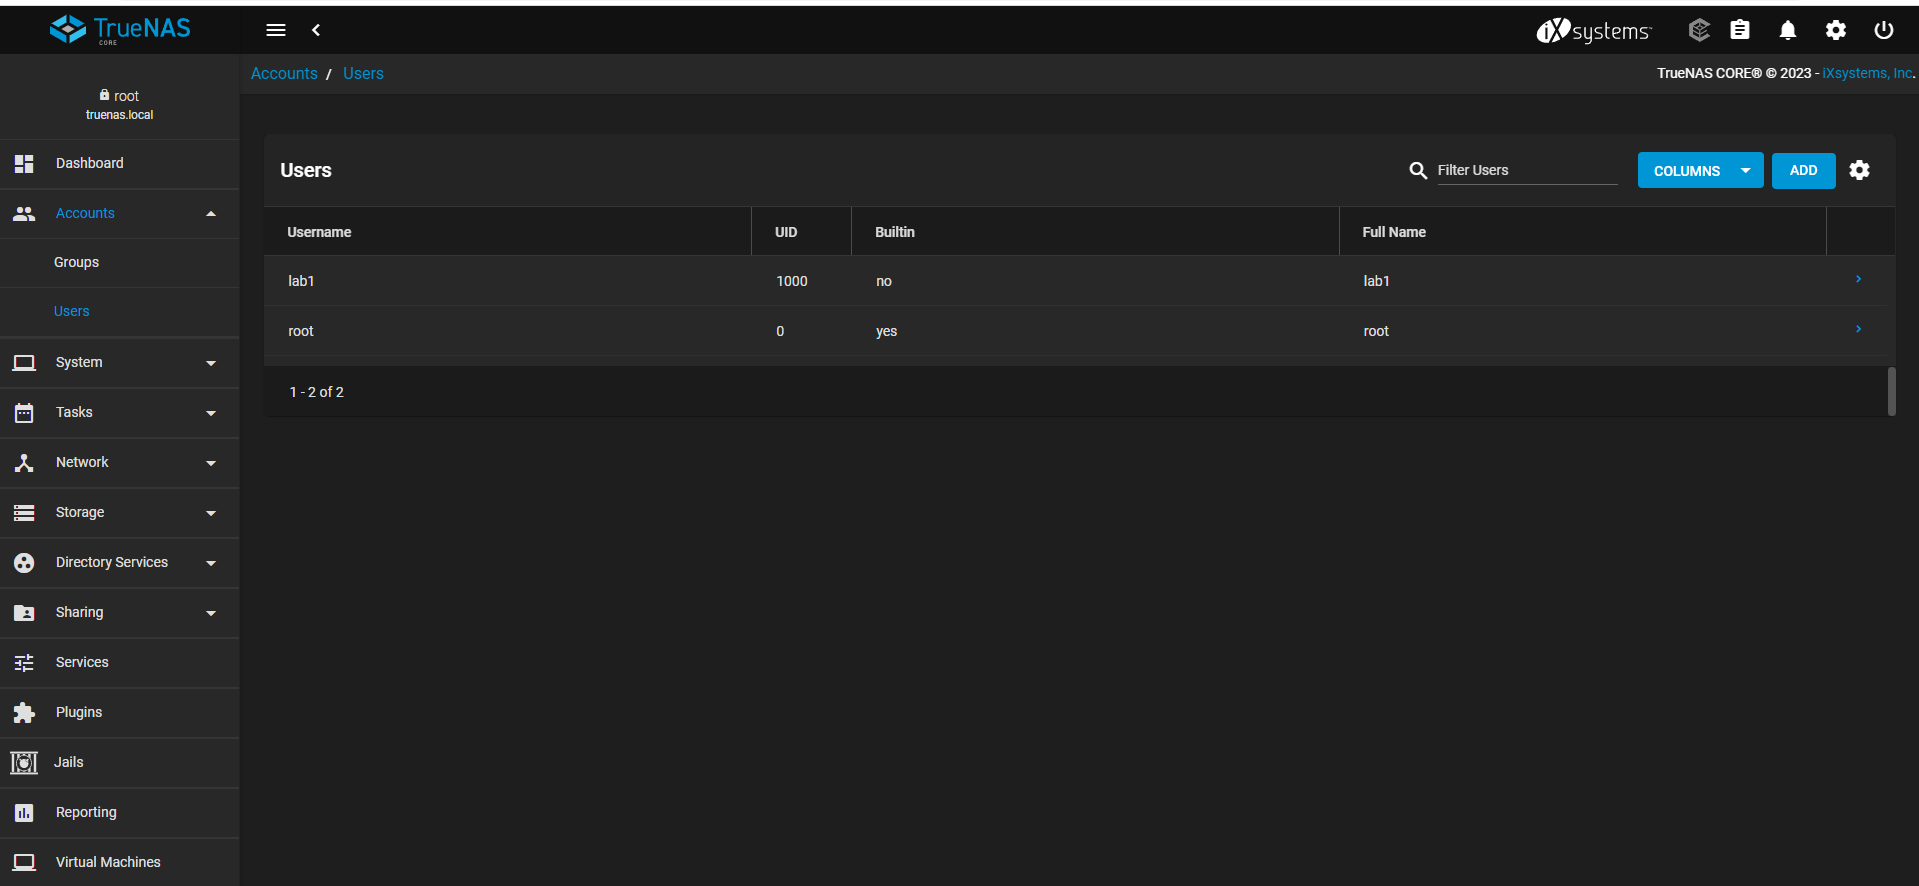 TrueNAS
CORE
iXsystems™
Accounts / Users
TrueNAS CORE® © 2023 - iXsystems, Inc.
root
truenas.local
Dashboard
Accounts
Groups
Users
System
Tasks
Network
Storage
Directory Services
Sharing
Services
Plugins
Jails
Reporting
Virtual Machines
Users
Filter Users
COLUMNS
ADD
Username UID Builtin Full Name
lab1 1000 no lab1
root 0 yes root
1 - 2 of 2